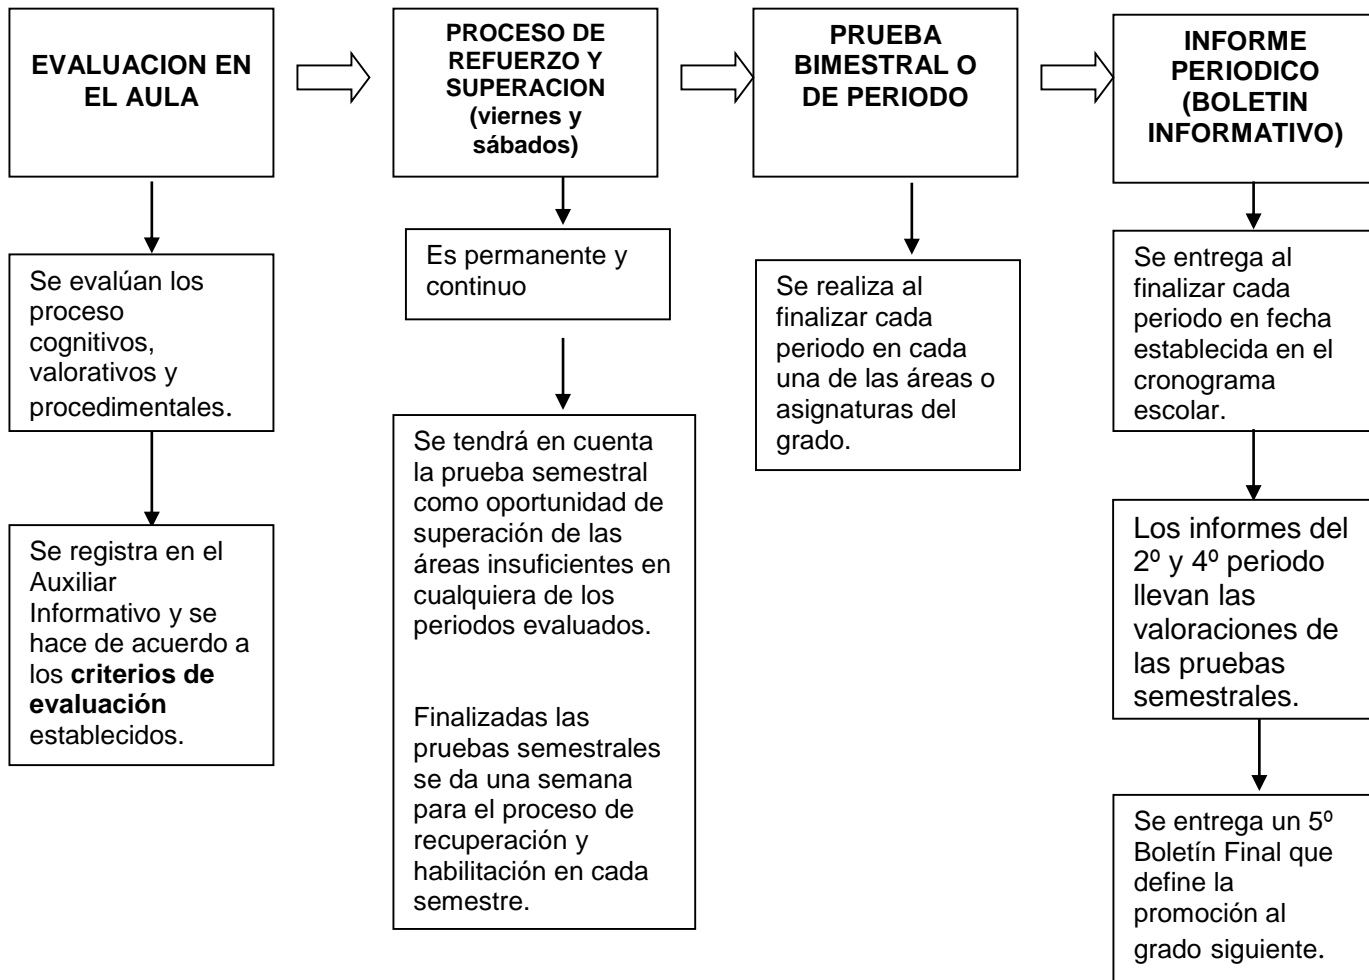 EVALUACION EN
EL AULA
PROCESO DE
REFUERZO Y
SUPERACION
(viernes y
sábados)
PRUEBA
BIMESTRAL O
DE PERIODO
INFORME
PERIODICO
(BOLETIN
INFORMATIVO)
Se evalúan los
proceso
cognitivos,
valorativos y
procedimentales.
Es permanente y
continuo
Se realiza al
finalizar cada
periodo en cada
una de las áreas o
asignaturas del
grado.
Se entrega al
finalizar cada
periodo en fecha
establecida en el
cronograma
escolar.
Se registra en el
Auxiliar
Informativo y se
hace de acuerdo a
los criterios de
evaluación
establecidos.
Se tendrá en cuenta
la prueba semestral
como oportunidad de
superación de las
áreas insuficientes en
cualquiera de los
periodos evaluados.
Finalizadas las
pruebas semestrales
se da una semana
para el proceso de
recuperación y
habilitación en cada
semestre.
Los informes del
2º y 4º periodo
llevan las
valoraciones de
las pruebas
semestrales.
Se entrega un 5º
Boletín Final que
define la
promoción al
grado siguiente.